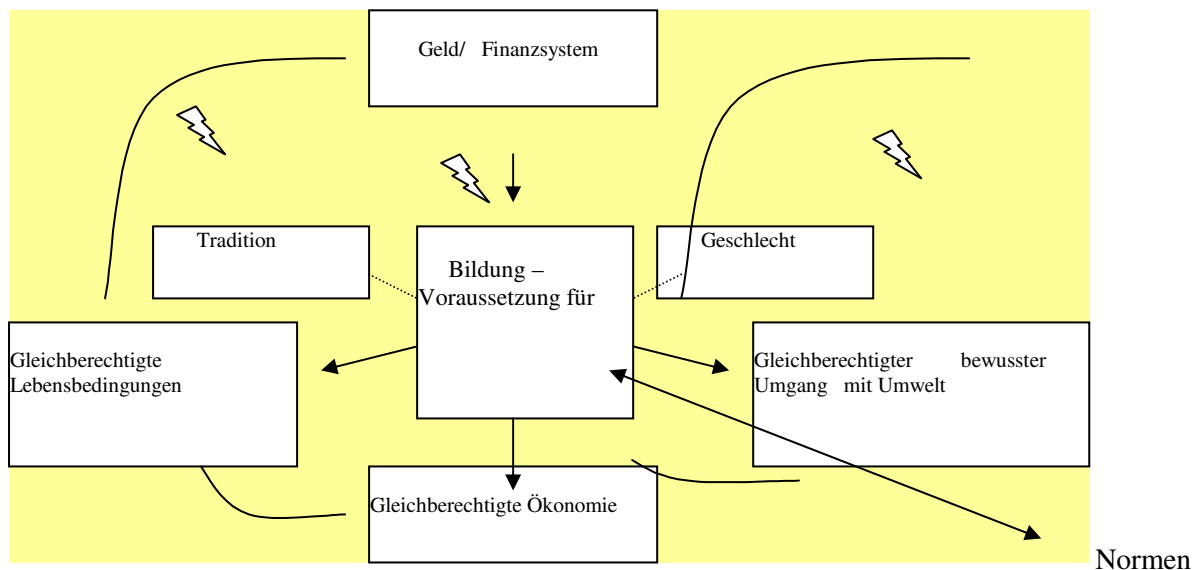 Geld/ Finanzsystem
Tradition
Geschlecht
Bildung –
Voraussetzung für
Gleichberechtigte
Lebensbedingungen
Gleichberechtigter bewusster
Umgang mit Umwelt
Gleichberechtigte Ökonomie
Normen